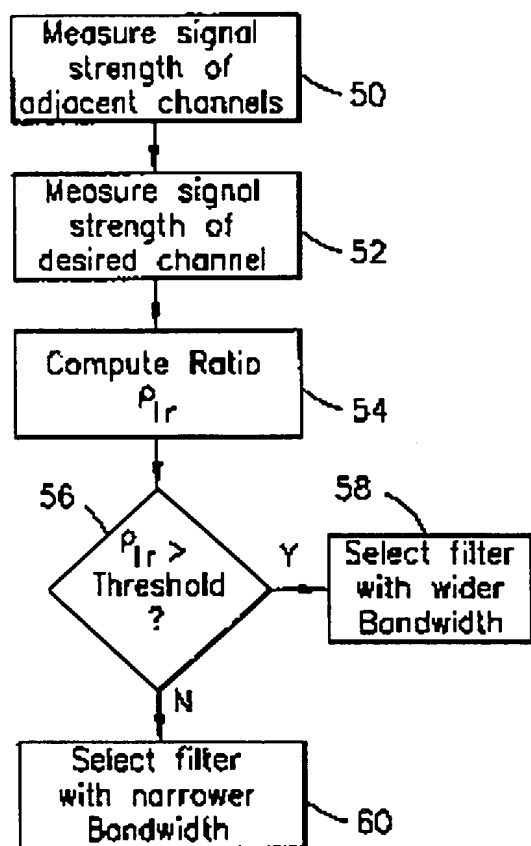 Measure signal
strength of
adjacent channels
50
Measure signal
strength of
desired channel
52
Compute Ratio
ρIr
54
56
ρIr >
Threshold
?
Y
58
Select filter
with wider
Bandwidth
N
Select filter
with narrower
Bandwidth
60